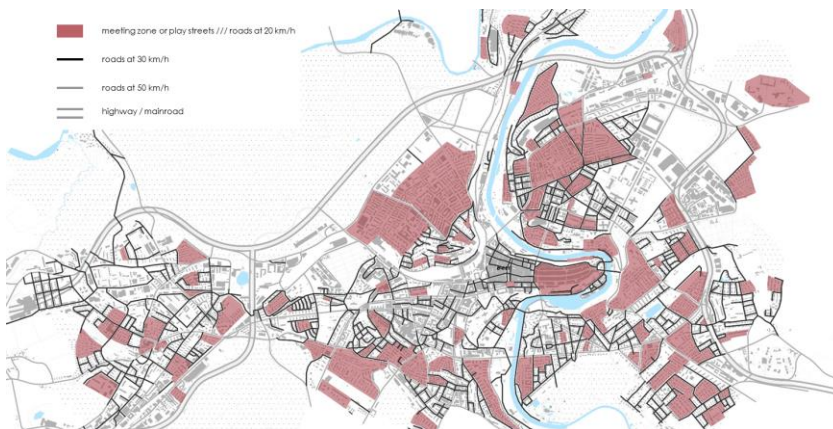 meeting zone or play streets /// roads at 20 km/h
roads at 30 km/h
roads at 50 km/h
highway / mainroad
Bern